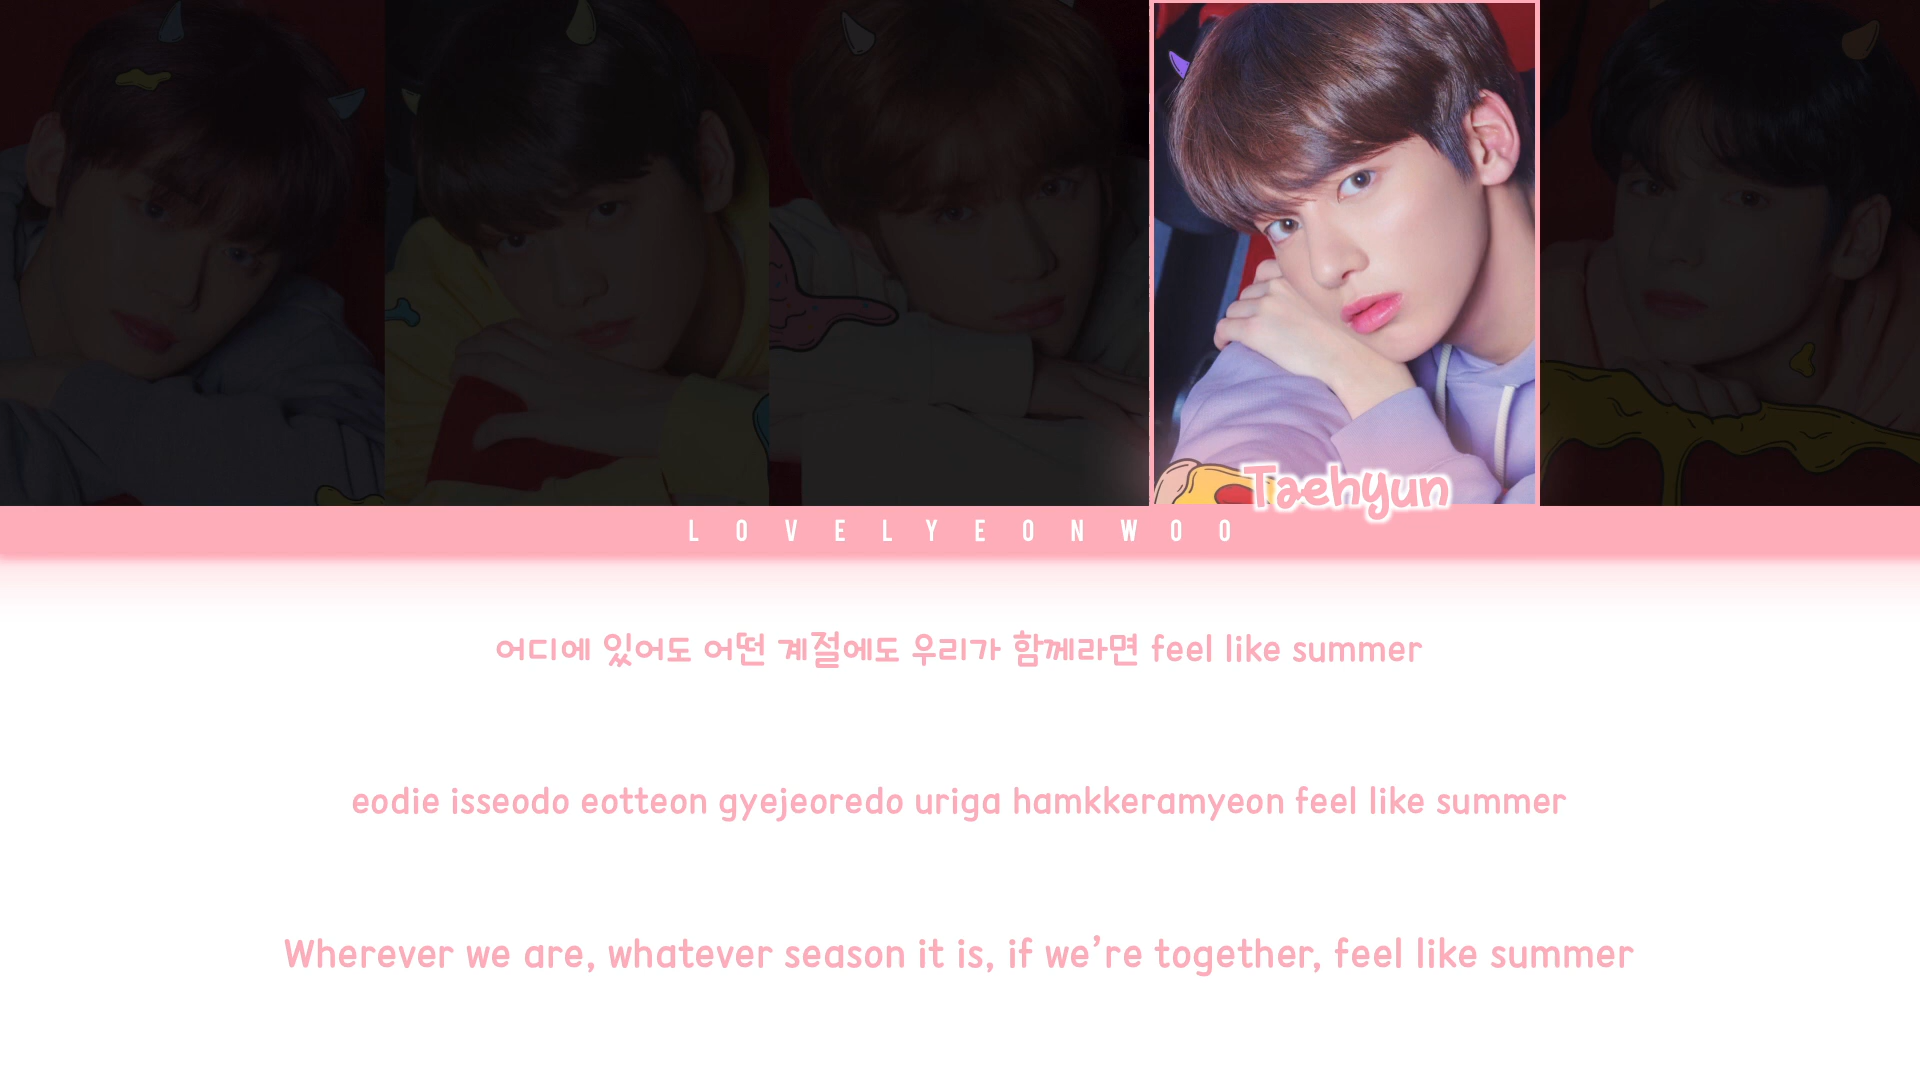 Taehyun
LOVELYEONWOO
어디에 있어도 어떤 계절에도 우리가 함께라면 feel like summer
eodie isseodo eotteon gyejeoredo uriga hamkkeramyeon feel like summer
Wherever we are, whatever season it is, if we’re together, feel like summer